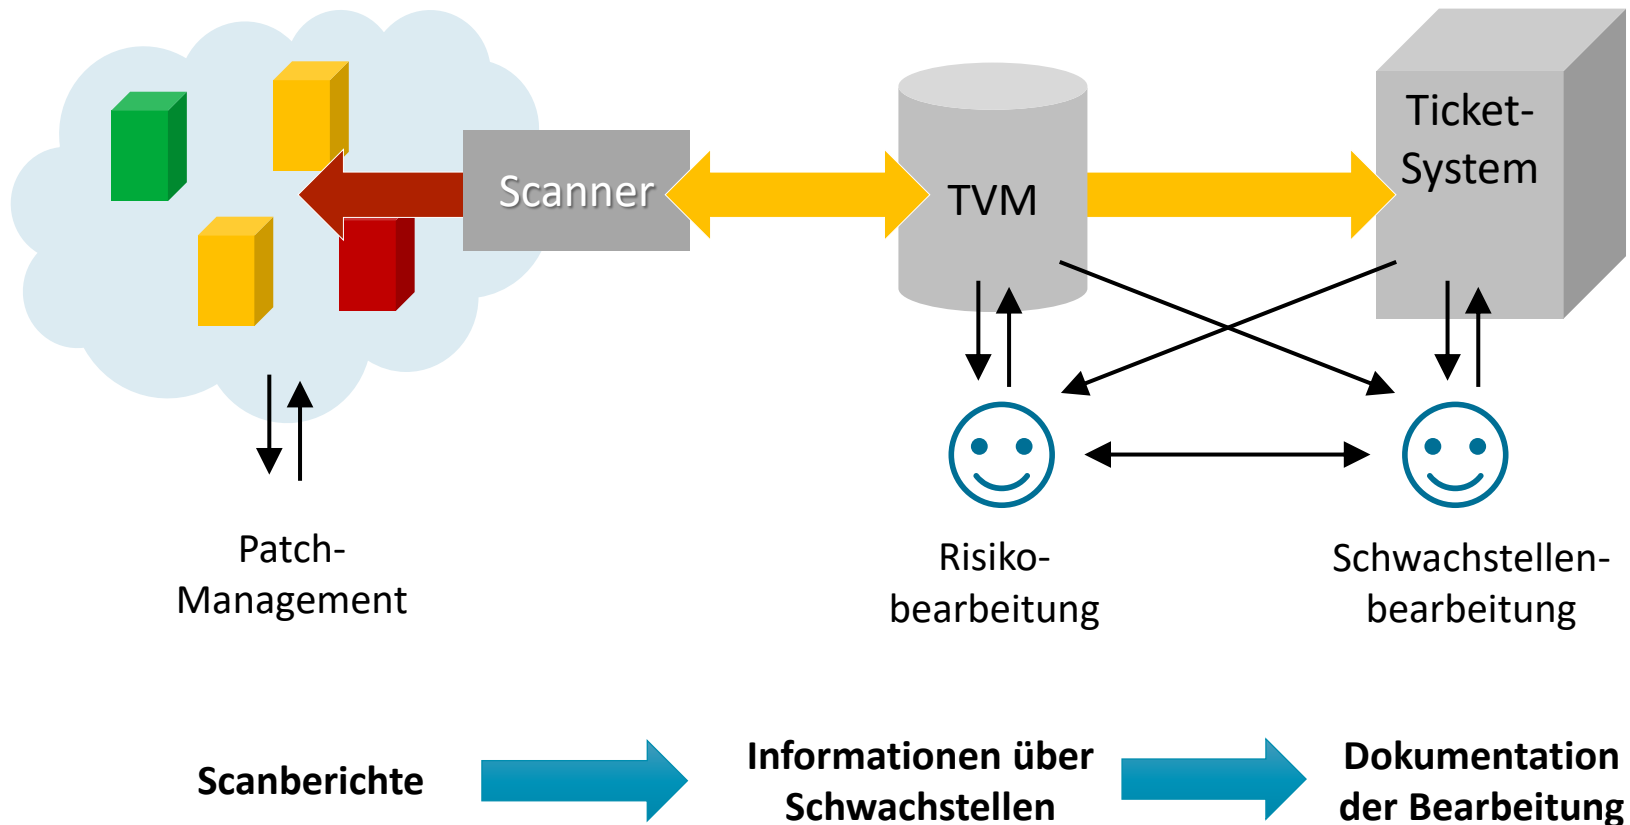 Scanner
TVM
Ticket-
System
Patch-
Management
Risiko-
bearbeitung
Schwachstellen-
bearbeitung
Scanberichte
Informationen über
Schwachstellen
Dokumentation
der Bearbeitung